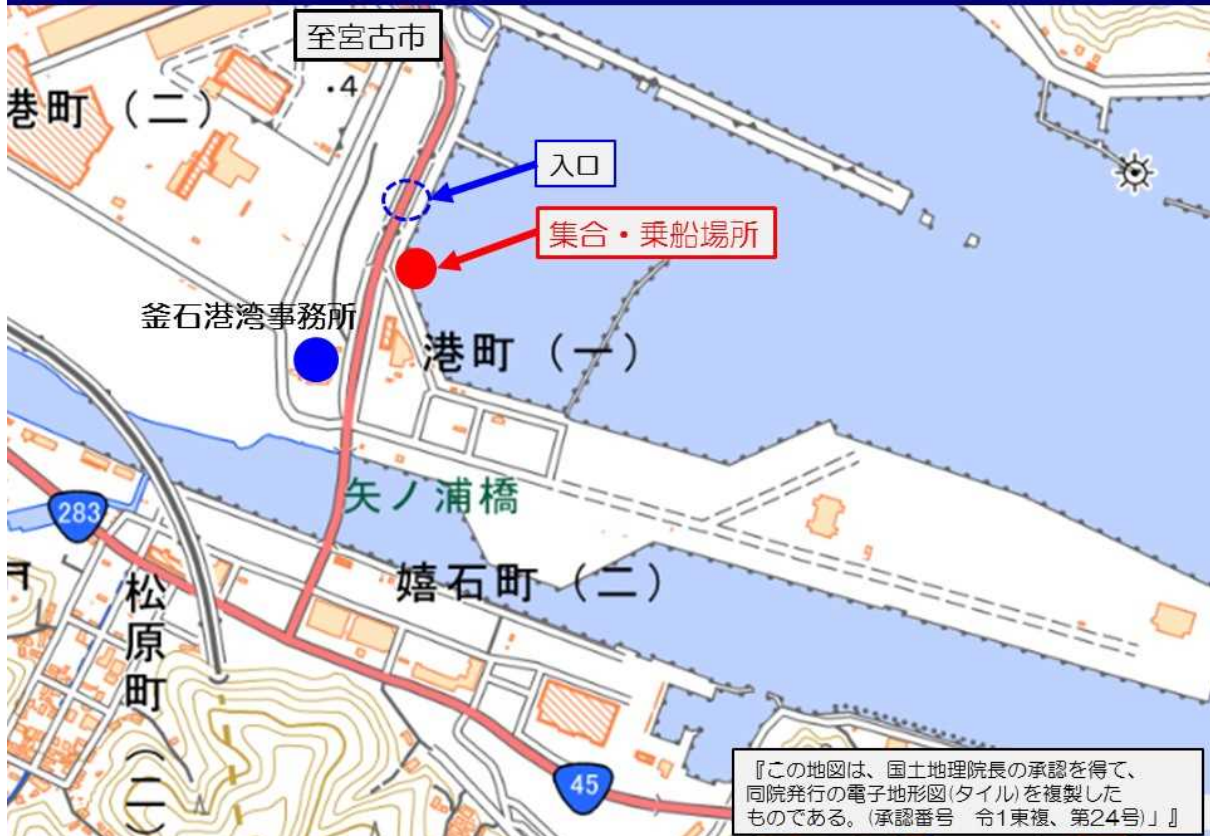 至宮古市
・4
港町（二）
入口
集合・乗船場所
釜石港湾事務所
港町（一）
矢ノ浦橋
283
嬉石町（二）
松原町（二）
45
『この地図は、国土地理院長の承認を得て、
同院発行の電子地形図(タイル)を複製した
ものである。(承認番号　令1東複、第24号)」』